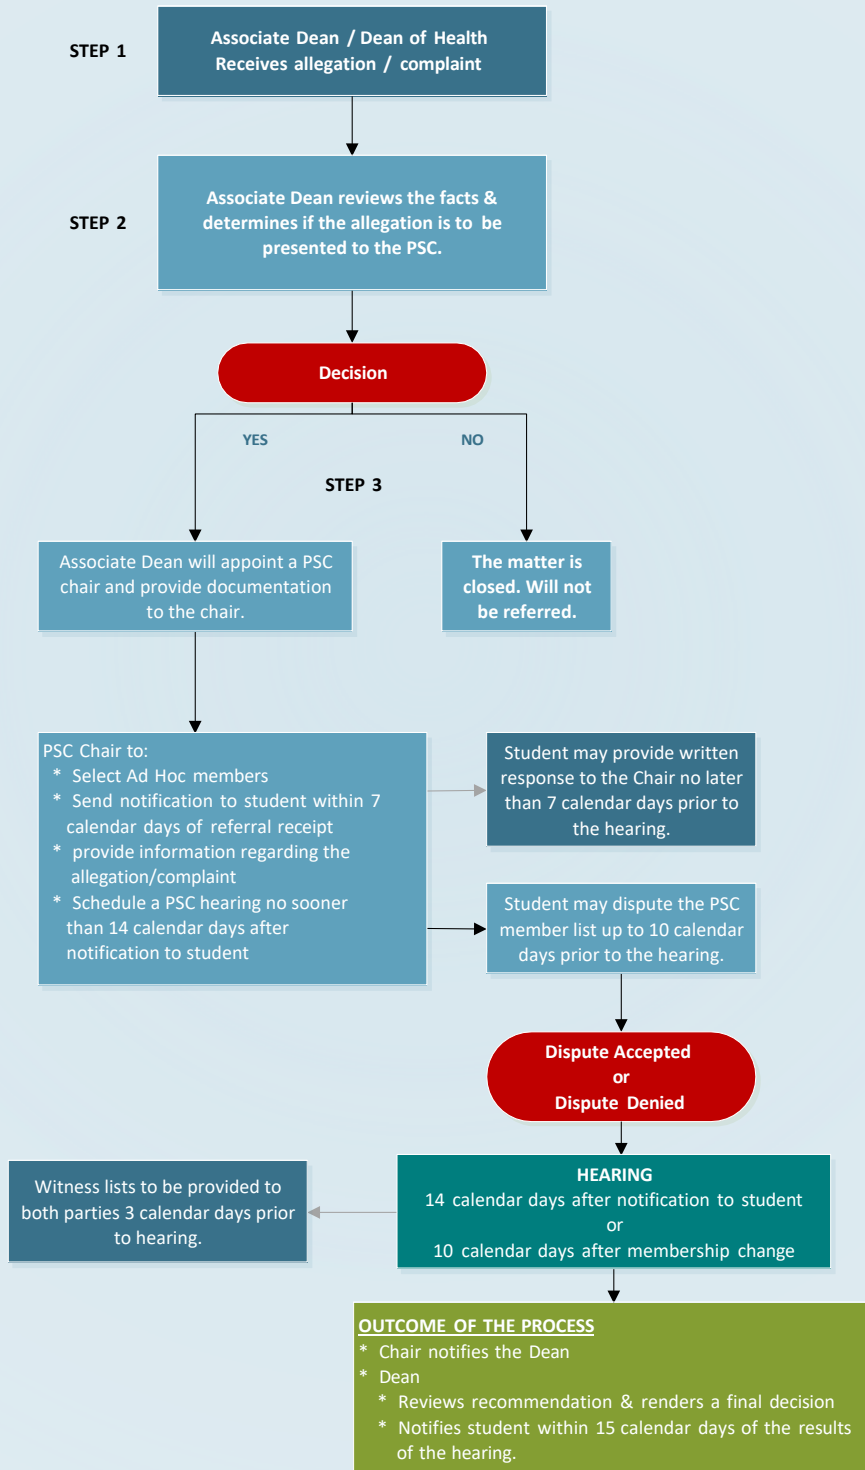 STEP 1
Associate Dean / Dean of Health
Receives allegation / complaint
STEP 2
Associate Dean reviews the facts &
determines if the allegation is to be
presented to the PSC.
Decision
YES
NO
STEP 3
Associate Dean will appoint a PSC
chair and provide documentation
to the chair.
The matter is
closed. Will not
be referred.
PSC Chair to:
* Select Ad Hoc members
* Send notification to student within 7
calendar days of referral receipt
* provide information regarding the
allegation/complaint
* Schedule a PSC hearing no sooner
than 14 calendar days after
notification to student
Student may provide written
response to the Chair no later
than 7 calendar days prior to
the hearing.
Student may dispute the PSC
member list up to 10 calendar
days prior to the hearing.
Dispute Accepted
or
Dispute Denied
Witness lists to be provided to
both parties 3 calendar days prior
to hearing.
HEARING
14 calendar days after notification to student
or
10 calendar days after membership change
OUTCOME OF THE PROCESS
* Chair notifies the Dean
* Dean
* Reviews recommendation & renders a final decision
* Notifies student within 15 calendar days of the results
of the hearing.